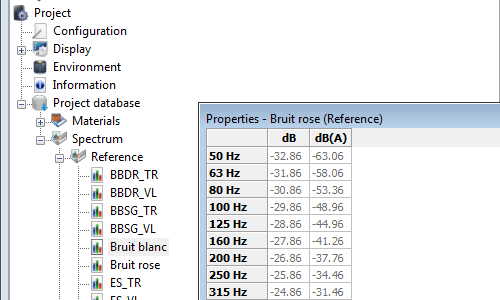 Project
Configuration
Display
Environment
Information
Project database
Materials
Spectrum
Reference
BBDR_TR
BBDR_VL
BBSG_TR
BBSG_VL
Bruit blanc
Bruit rose
ES_TR
ES_VL
Properties - Bruit rose (Reference)
dB dB(A)
50 Hz -32.86 -63.06
63 Hz -31.86 -58.06
80 Hz -30.86 -53.36
100 Hz -29.86 -48.96
125 Hz -28.86 -44.96
160 Hz -27.86 -41.26
200 Hz -26.86 -37.76
250 Hz -25.86 -34.46
315 Hz -24.86 -31.46